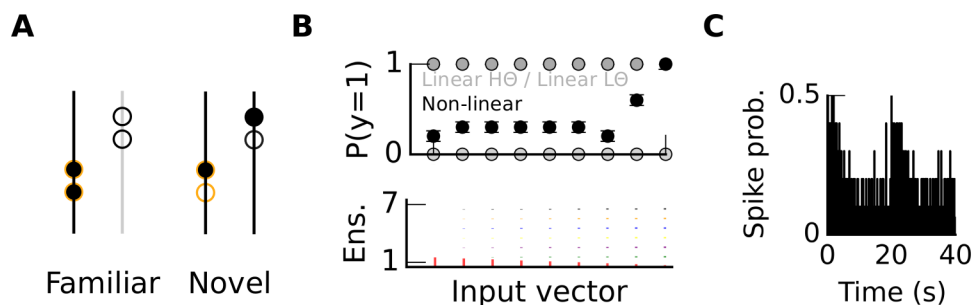 A
Familiar
Novel
B
P(y=1)
1
0
Linear HΘ / Linear LΘ
Non-linear
Ens.
7
1
Input vector
C
Spike prob.
0.5
0
0
20
40
Time (s)